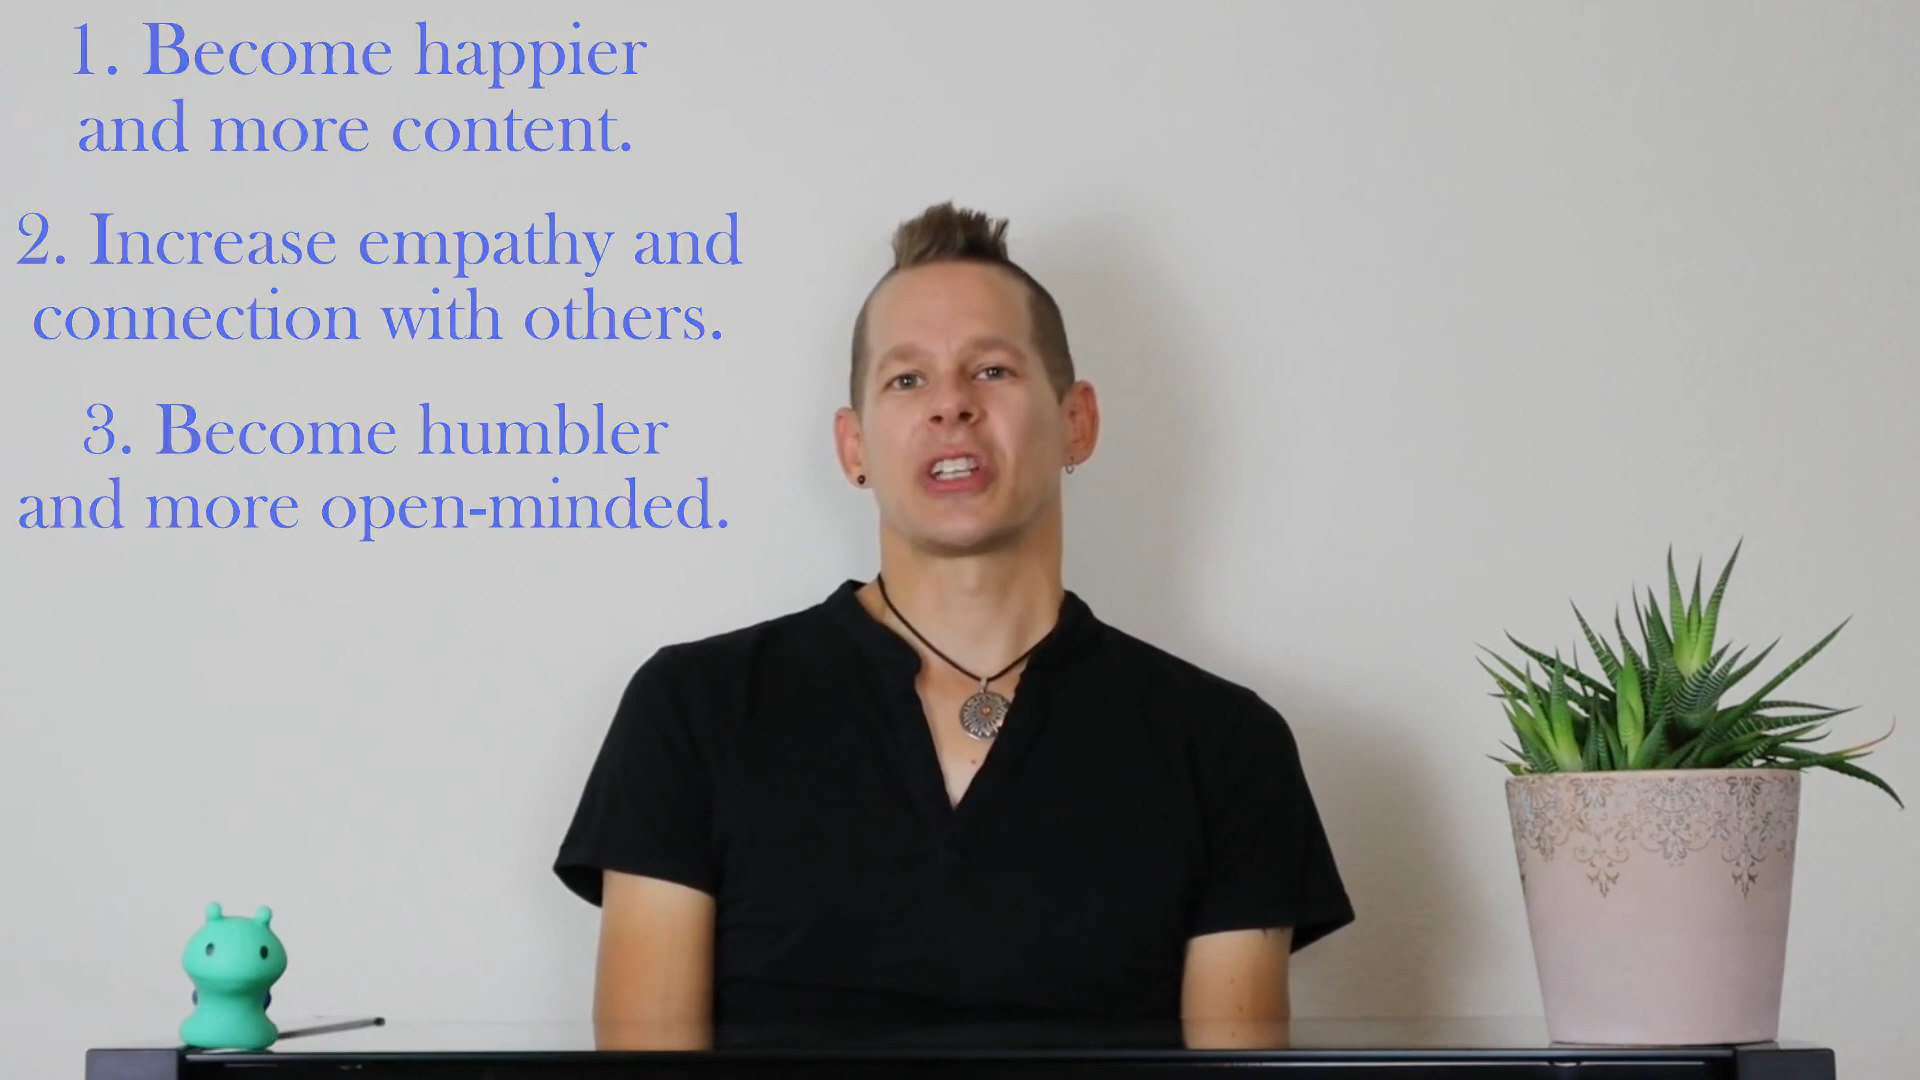 1. Become happier
and more content.
2. Increase empathy and
connection with others.
3. Become humbler
and more open-minded.